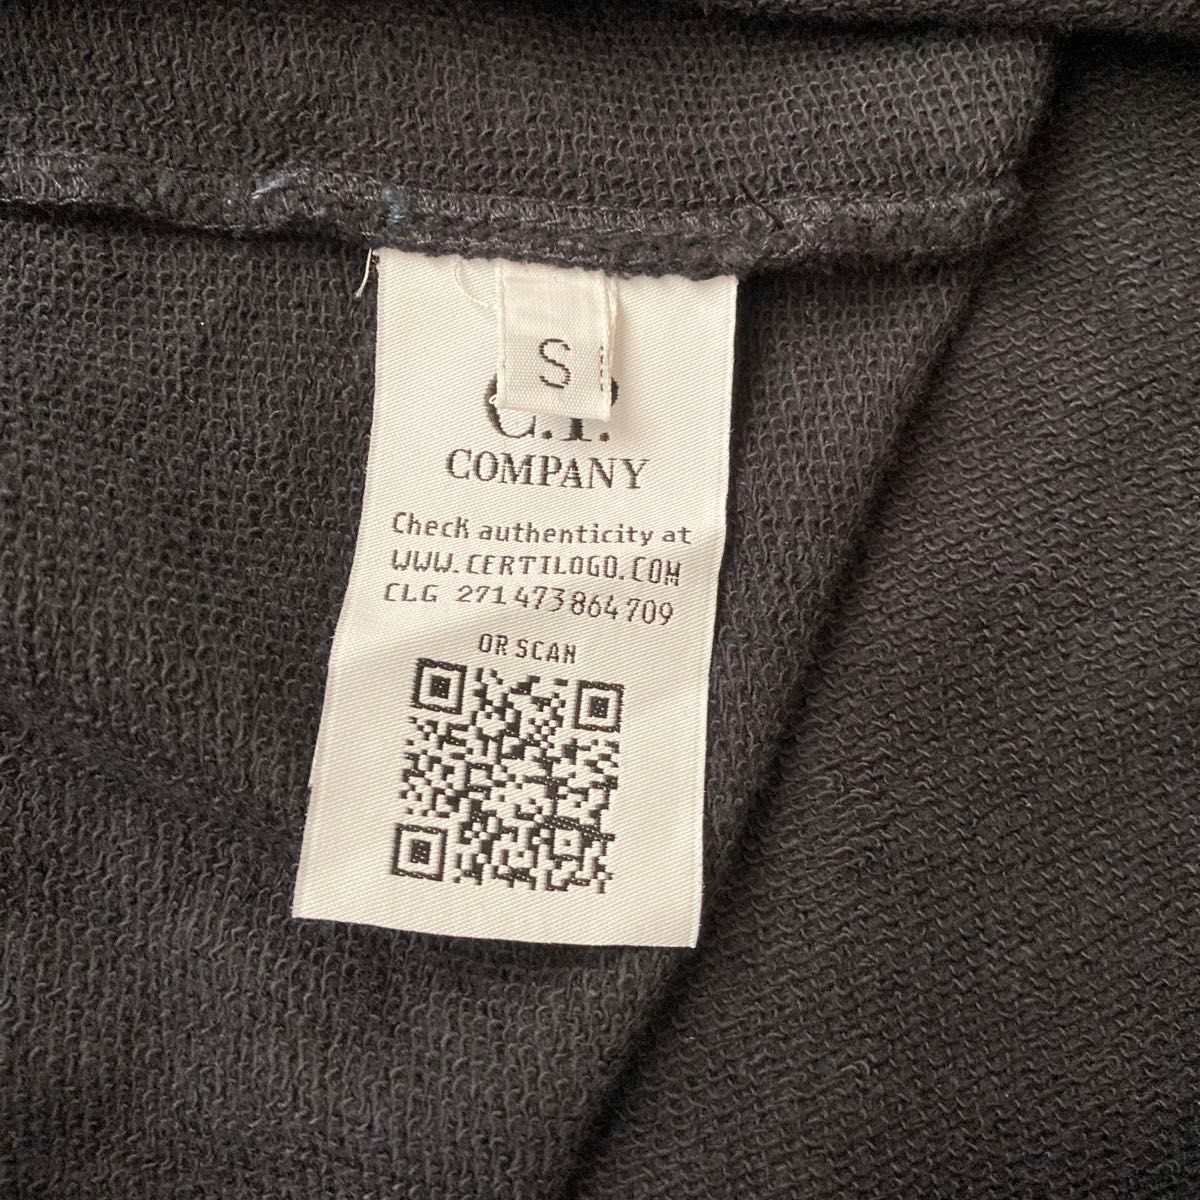 S
C.P.
COMPANY
Check authenticity at
WWW.CERTILOGO.COM
CLG 271473864709
OR SCAN